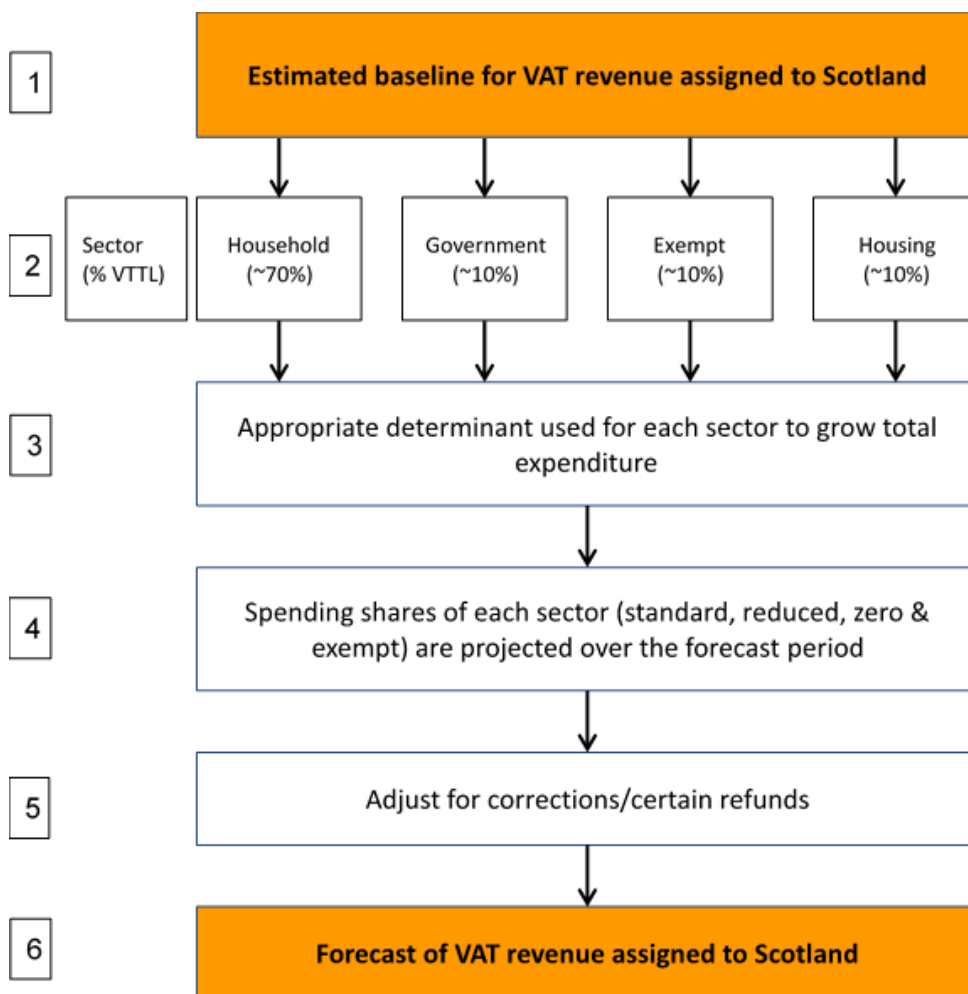 1
Estimated baseline for VAT revenue assigned to Scotland
2
Sector
(% VTTL)
Household
(~70%)
Government
(~10%)
Exempt
(~10%)
Housing
(~10%)
3
Appropriate determinant used for each sector to grow total
expenditure
4
Spending shares of each sector (standard, reduced, zero &
exempt) are projected over the forecast period
5
Adjust for corrections/certain refunds
6
Forecast of VAT revenue assigned to Scotland